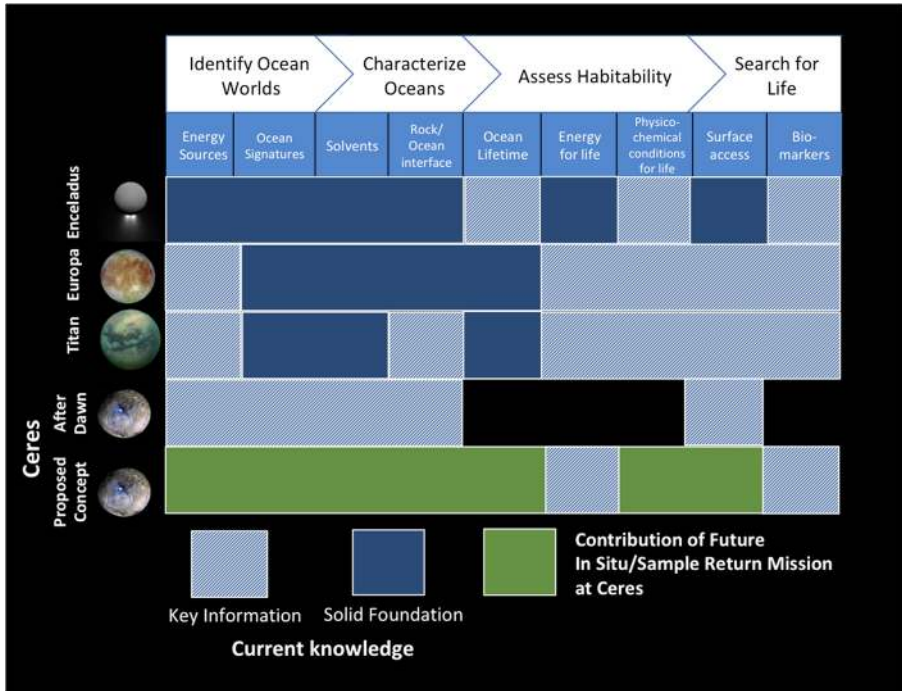 Identify Ocean
Worlds
Characterize
Oceans
Assess Habitability
Search for
Life
Energy
Sources
Ocean
Signatures
Solvents
Rock/
Ocean
interface
Ocean
Lifetime
Energy
for life
Physico-
chemical
conditions
for life
Surface
access
Bio-
markers
Enceladus
Europa
Titan
Ceres
After
Dawn
Proposed
Concept
Key Information
Solid Foundation
Contribution of Future
In Situ/Sample Return Mission
at Ceres
Current knowledge